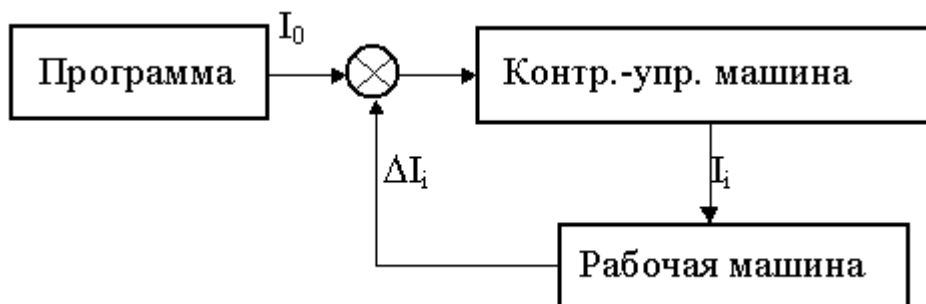 I₀
Программа
Контр.-упр. машина
ΔIᵢ
Iᵢ
Рабочая машина